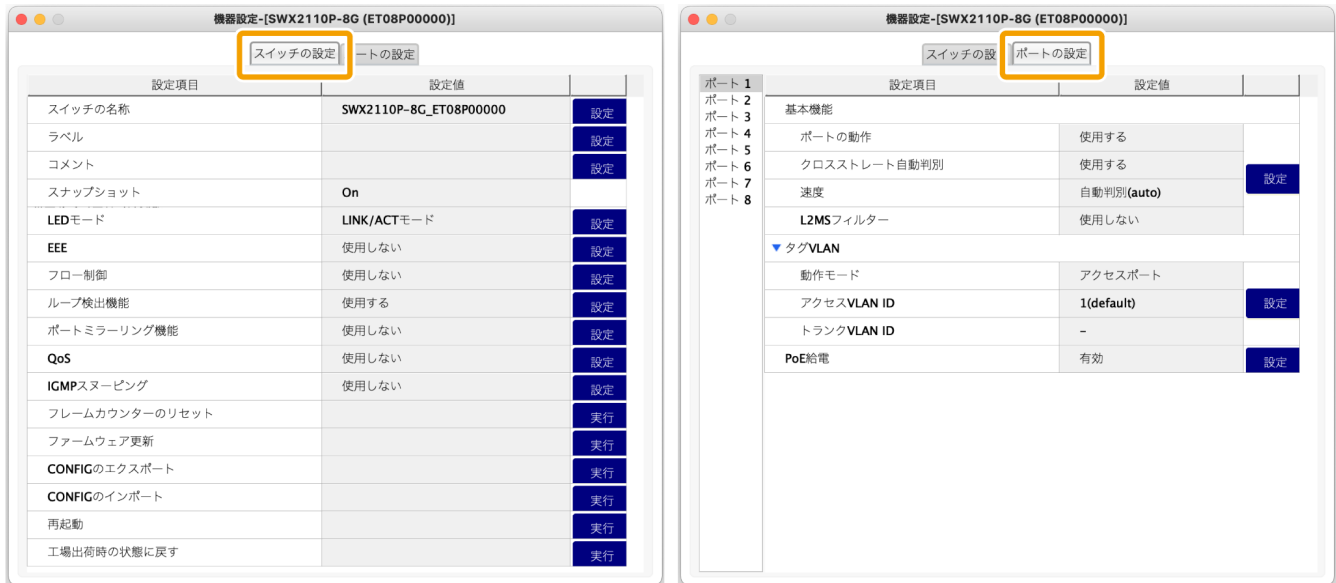 機器設定-[SWX2110P-8G (ET08P00000)]
スイッチの設定 ートの設定
設定項目 設定値
スイッチの名称 SWX2110P-8G_ET08P00000 設定
ラベル 設定
コメント 設定
スナップショット On
LEDモード LINK/ACTモード 設定
EEE 使用しない 設定
フロー制御 使用しない 設定
ループ検出機能 使用する 設定
ポートミラーリング機能 使用しない 設定
QoS 使用しない 設定
IGMPスヌーピング 使用しない 設定
フレームカウンターのリセット 実行
ファームウェア更新 実行
CONFIGのエクスポート 実行
CONFIGのインポート 実行
再起動 実行
工場出荷時の状態に戻す 実行
機器設定-[SWX2110P-8G (ET08P00000)]
スイッチの設 ポートの設定
ポート 1
ポート 2
ポート 3
ポート 4
ポート 5
ポート 6
ポート 7
ポート 8
設定項目 設定値
基本機能
ポートの動作 使用する
クロスストレート自動判別 使用する 設定
速度 自動判別(auto)
L2MSフィルター 使用しない
▼ タグVLAN
動作モード アクセスポート
アクセスVLAN ID 1(default) 設定
トランクVLAN ID –
PoE給電 有効 設定